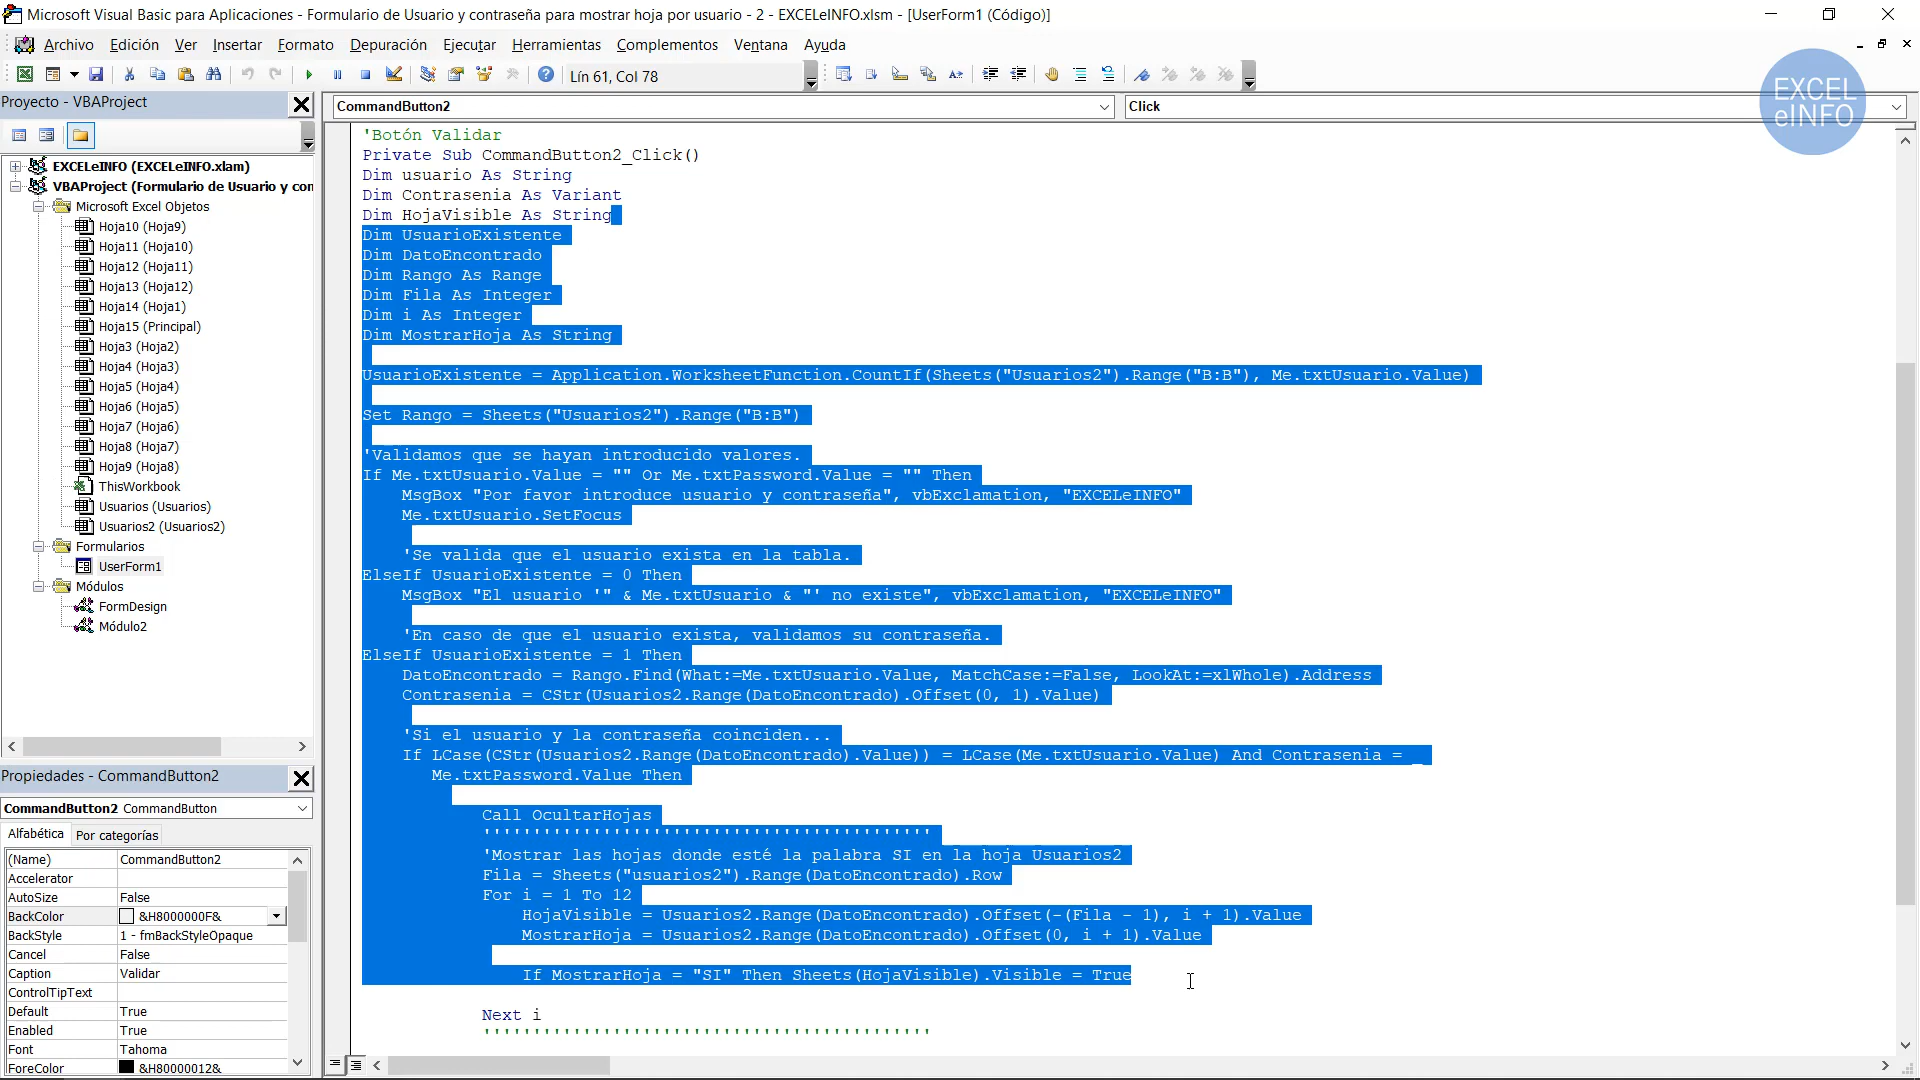 Microsoft Visual Basic para Aplicaciones - Formulario de Usuario y contraseña para mostrar hoja por usuario - 2 - EXCELeINFO.xlsm - [UserForm1 (Código)]
Archivo Edición Ver Insertar Formato Depuración Ejecutar Herramientas Complementos Ventana Ayuda
Lín 61, Col 78
EXCEL
eINFO
Proyecto - VBAProject
CommandButton2
Click
EXCELeINFO (EXCELeINFO.xlam)
VBAProject (Formulario de Usuario y con
Microsoft Excel Objetos
Hoja10 (Hoja9)
Hoja11 (Hoja10)
Hoja12 (Hoja11)
Hoja13 (Hoja12)
Hoja14 (Hoja1)
Hoja15 (Principal)
Hoja3 (Hoja2)
Hoja4 (Hoja3)
Hoja5 (Hoja4)
Hoja6 (Hoja5)
Hoja7 (Hoja6)
Hoja8 (Hoja7)
Hoja9 (Hoja8)
ThisWorkbook
Usuarios (Usuarios)
Usuarios2 (Usuarios2)
Formularios
UserForm1
Módulos
FormDesign
Módulo2
Propiedades - CommandButton2
CommandButton2 CommandButton
Alfabética Por categorías
(Name) CommandButton2
Accelerator
AutoSize False
BackColor &H8000000F&
BackStyle 1 - fmBackStyleOpaque
Cancel False
Caption Validar
ControlTipText
Default True
Enabled True
Font Tahoma
ForeColor &H80000012&
'Botón Validar
Private Sub CommandButton2_Click()
Dim usuario As String
Dim Contrasenia As Variant
Dim HojaVisible As String
Dim UsuarioExistente
Dim DatoEncontrado
Dim Rango As Range
Dim Fila As Integer
Dim i As Integer
Dim MostrarHoja As String
UsuarioExistente = Application.WorksheetFunction.CountIf(Sheets("Usuarios2").Range("B:B"), Me.txtUsuario.Value)
Set Rango = Sheets("Usuarios2").Range("B:B")
'Validamos que se hayan introducido valores.
If Me.txtUsuario.Value = "" Or Me.txtPassword.Value = "" Then
MsgBox "Por favor introduce usuario y contraseña", vbExclamation, "EXCELeINFO"
Me.txtUsuario.SetFocus
'Se valida que el usuario exista en la tabla.
ElseIf UsuarioExistente = 0 Then
MsgBox "El usuario '" & Me.txtUsuario & "' no existe", vbExclamation, "EXCELeINFO"
'En caso de que el usuario exista, validamos su contraseña.
ElseIf UsuarioExistente = 1 Then
DatoEncontrado = Rango.Find(What:=Me.txtUsuario.Value, MatchCase:=False, LookAt:=xlWhole).Address
Contrasenia = CStr(Usuarios2.Range(DatoEncontrado).Offset(0, 1).Value)
'Si el usuario y la contraseña coinciden...
If LCase(CStr(Usuarios2.Range(DatoEncontrado).Value)) = LCase(Me.txtUsuario.Value) And Contrasenia = _
Me.txtPassword.Value Then
Call OcultarHojas
'''''''''''''''''''''''''''''''''''''''''''''
'Mostrar las hojas donde esté la palabra SI en la hoja Usuarios2
Fila = Sheets("usuarios2").Range(DatoEncontrado).Row
For i = 1 To 12
HojaVisible = Usuarios2.Range(DatoEncontrado).Offset(-(Fila - 1), i + 1).Value
MostrarHoja = Usuarios2.Range(DatoEncontrado).Offset(0, i + 1).Value
If MostrarHoja = "SI" Then Sheets(HojaVisible).Visible = True
Next i
'''''''''''''''''''''''''''''''''''''''''''''